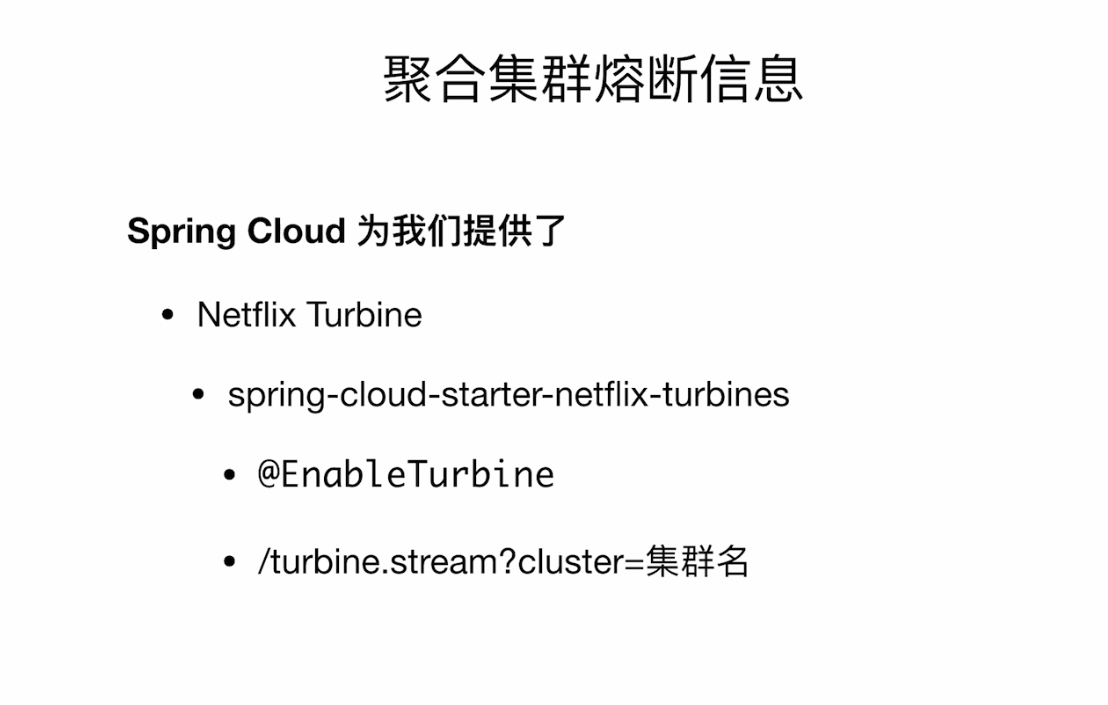 聚合集群熔断信息
Spring Cloud 为我们提供了
• Netflix Turbine
• spring-cloud-starter-netflix-turbines
• @EnableTurbine
• /turbine.stream?cluster=集群名